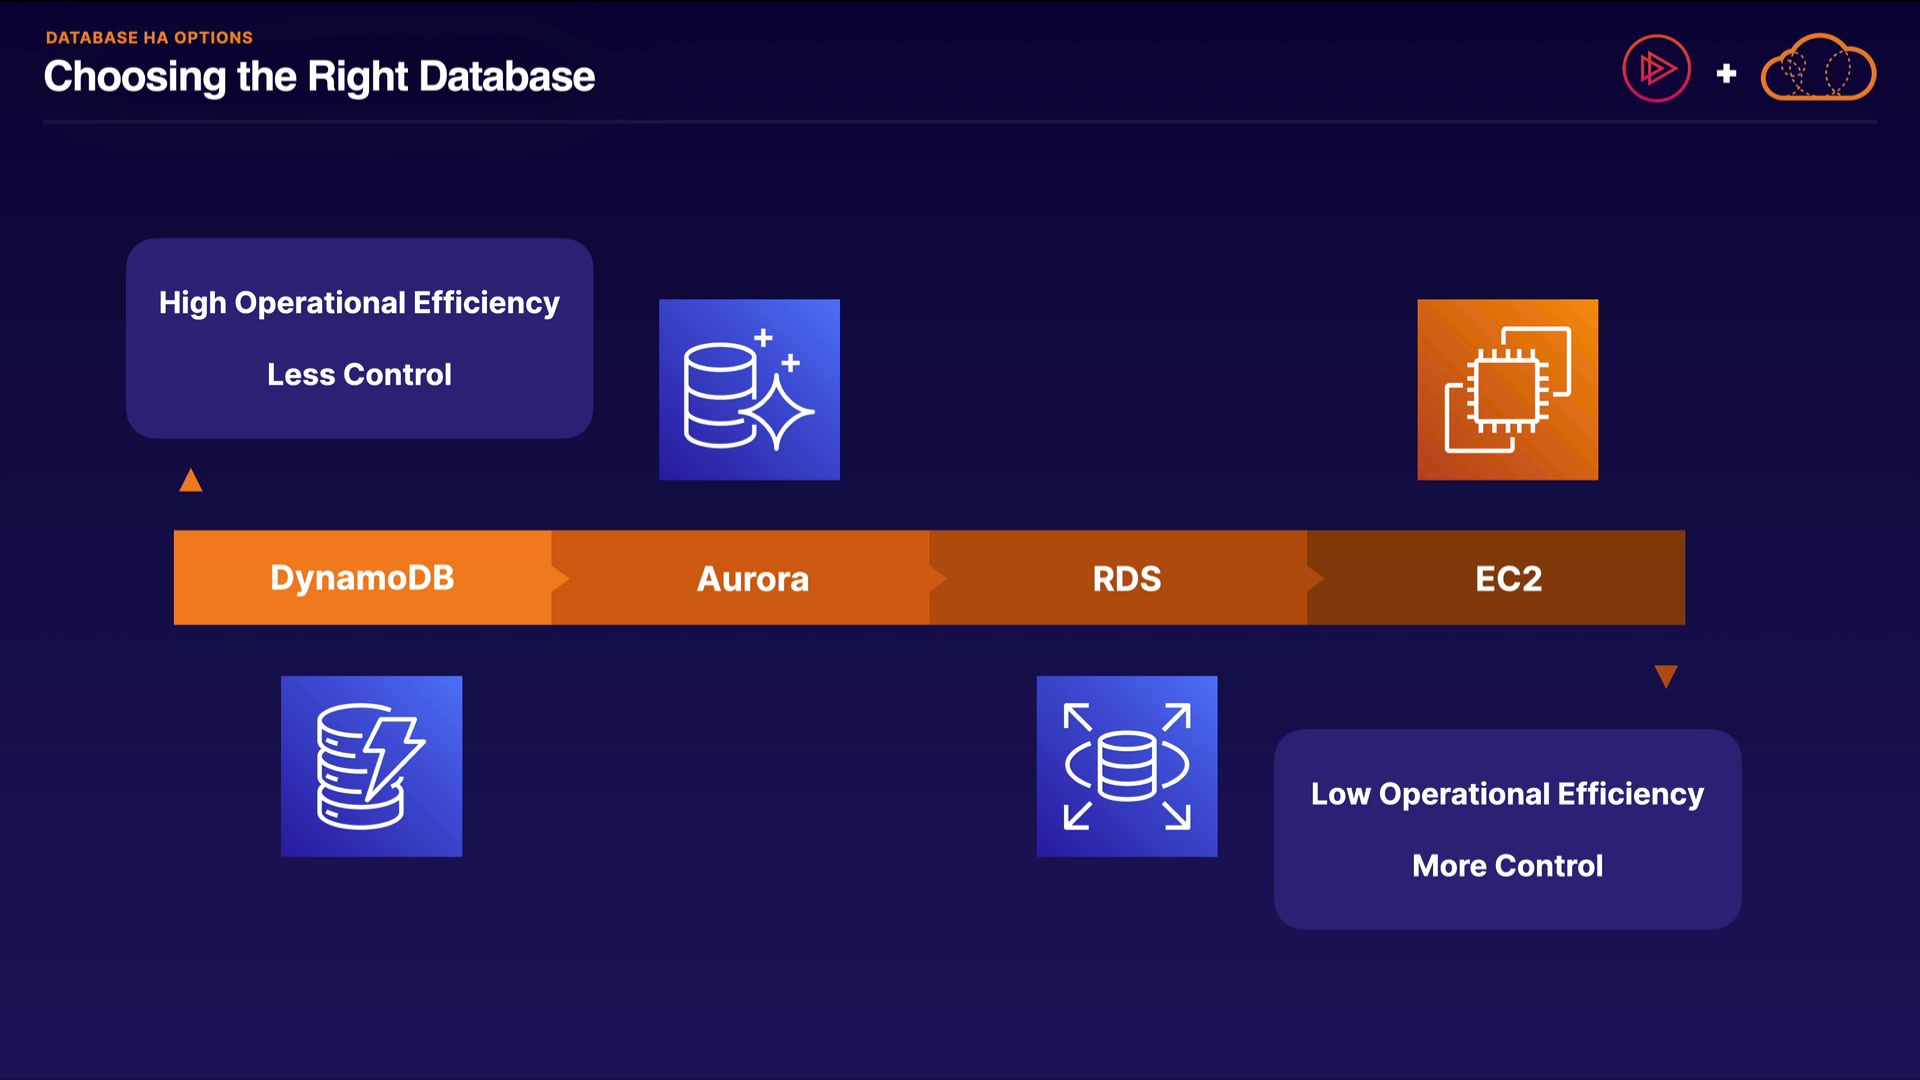 DATABASE HA OPTIONS
Choosing the Right Database
High Operational Efficiency
Less Control
DynamoDB
Aurora
RDS
EC2
Low Operational Efficiency
More Control